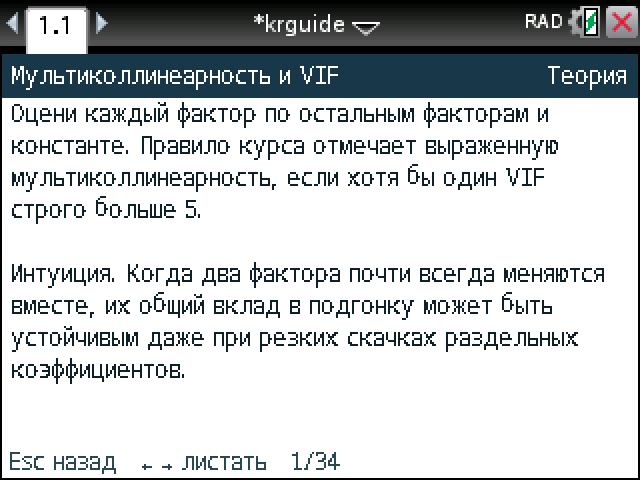 1.1
*krguide
RAD
Мультиколлинеарность и VIF
Теория
Оцени каждый фактор по остальным факторам и
константе. Правило курса отмечает выраженную
мультиколлинеарность, если хотя бы один VIF
строго больше 5.
Интуиция. Когда два фактора почти всегда меняются
вместе, их общий вклад в подгонку может быть
устойчивым даже при резких скачках раздельных
коэффициентов.
Esc назад ← → листать 1/34